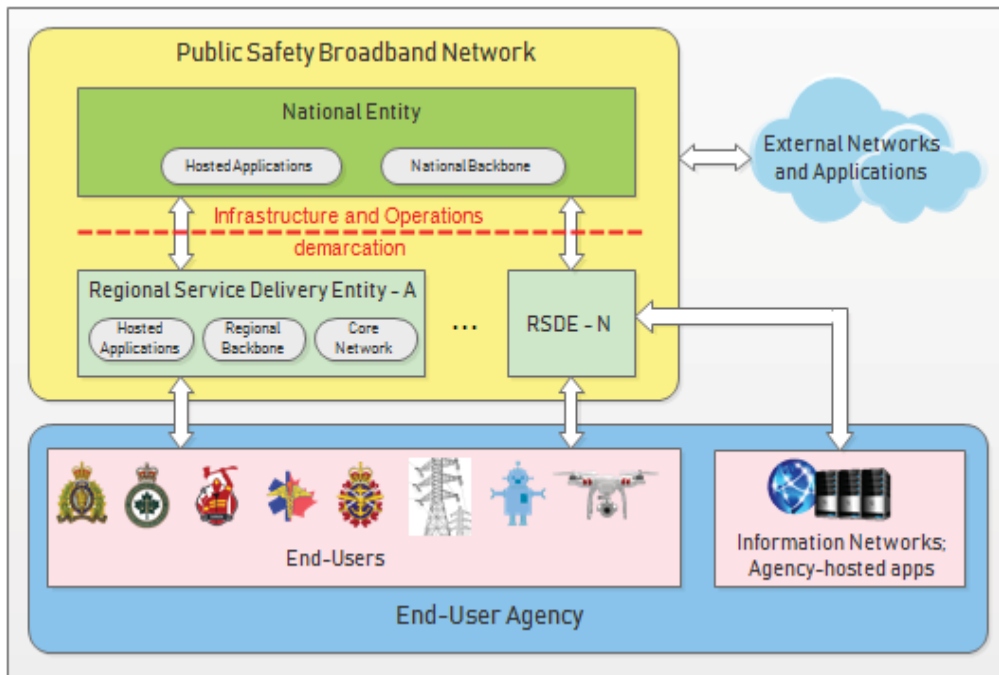 Public Safety Broadband Network
National Entity
Hosted Applications
National Backbone
External Networks
and Applications
Infrastructure and Operations
demarcation
Regional Service Delivery Entity - A
Hosted
Applications
Regional
Backbone
Core
Network
...
RSDE - N
End-Users
Information Networks;
Agency-hosted apps
End-User Agency